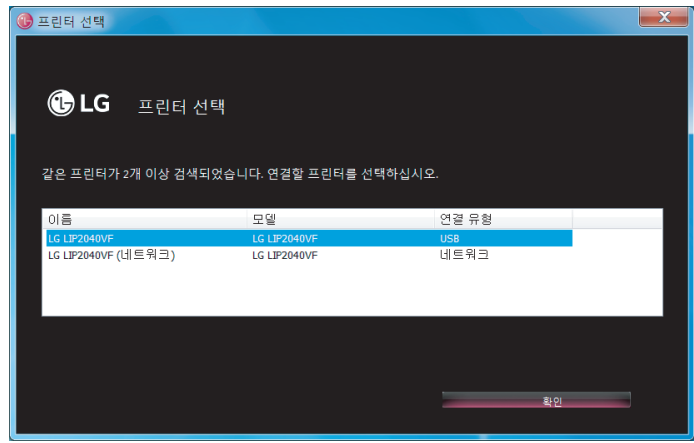 프린터 선택
LG 프린터 선택
같은 프린터가 2개 이상 검색되었습니다. 연결할 프린터를 선택하십시오.
이름 모델 연결 유형
LG LIP2040VF LG LIP2040VF USB
LG LIP2040VF (네트워크) LG LIP2040VF 네트워크
확인